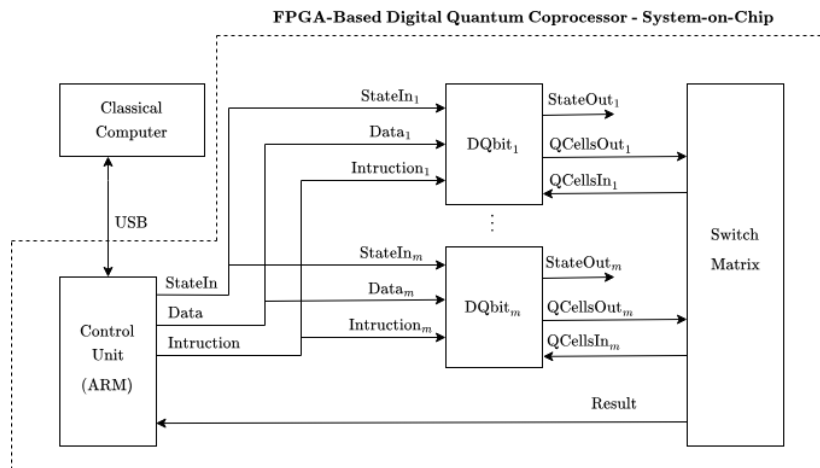 FPGA-Based Digital Quantum Coprocessor - System-on-Chip
Classical
Computer
USB
StateIn₁
Data₁
Intruction₁
DQbit₁
StateOut₁
QCellsOut₁
QCellsIn₁
⋮
StateInₘ
Dataₘ
Intructionₘ
DQbitₘ
StateOutₘ
QCellsOutₘ
QCellsInₘ
Switch
Matrix
Control
Unit
(ARM)
StateIn
Data
Intruction
Result